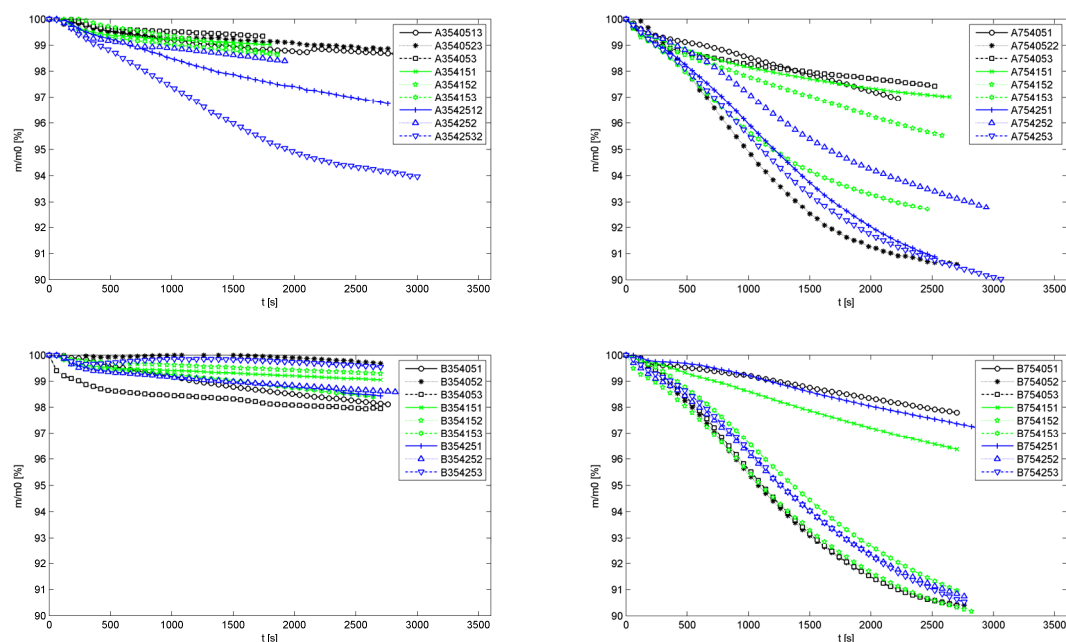 100
99
98
97
96
95
94
93
92
91
90
m/m0 [%]
0 500 1000 1500 2000 2500 3000 3500
t [s]
A3540513
A3540523
A354053
A354151
A354152
A354153
A3542512
A354252
A3542532
100
99
98
97
96
95
94
93
92
91
90
m/m0 [%]
0 500 1000 1500 2000 2500 3000 3500
t [s]
A754051
A7540522
A754053
A754151
A754152
A754153
A754251
A754252
A754253
100
99
98
97
96
95
94
93
92
91
90
m/m0 [%]
0 500 1000 1500 2000 2500 3000 3500
t [s]
B354051
B354052
B354053
B354151
B354152
B354153
B354251
B354252
B354253
100
99
98
97
96
95
94
93
92
91
90
m/m0 [%]
0 500 1000 1500 2000 2500 3000 3500
t [s]
B754051
B754052
B754053
B754151
B754152
B754153
B754251
B754252
B754253